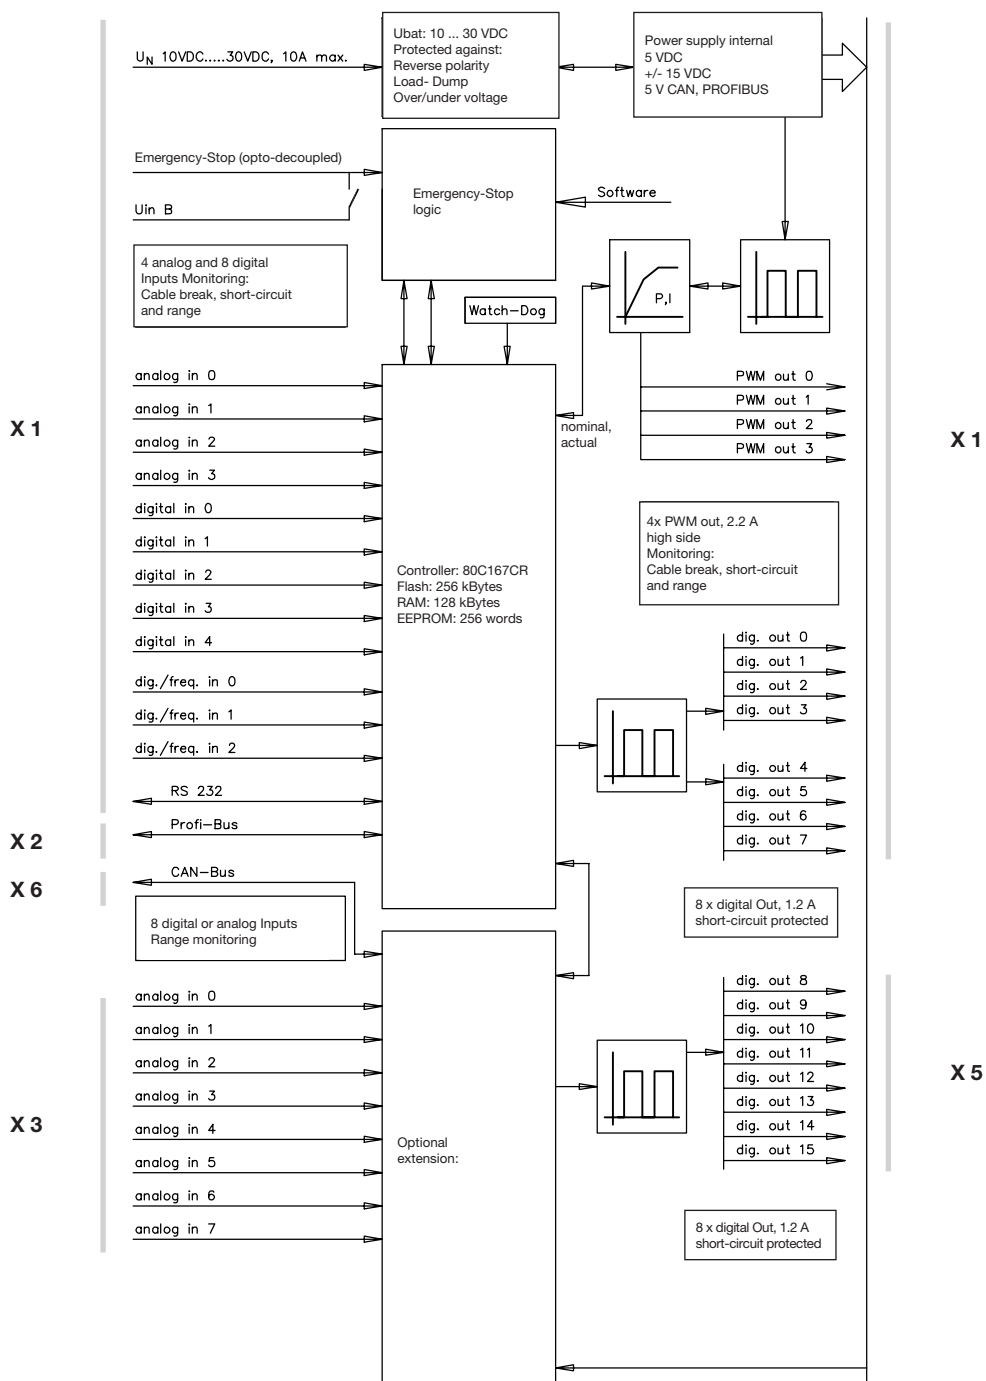 U_N 10VDC.....30VDC, 10A max.
Ubat: 10 ... 30 VDC
Protected against:
Reverse polarity
Load- Dump
Over/under voltage
Power supply internal
5 VDC
+/- 15 VDC
5 V CAN, PROFIBUS
Emergency-Stop (opto-decoupled)
Uin B
Emergency-Stop
logic
Software
4 analog and 8 digital
Inputs Monitoring:
Cable break, short-circuit
and range
Watch-Dog
P,I
nominal,
actual
X 1
analog in 0
analog in 1
analog in 2
analog in 3
digital in 0
digital in 1
digital in 2
digital in 3
digital in 4
dig./freq. in 0
dig./freq. in 1
dig./freq. in 2
RS 232
X 2
Profi-Bus
X 6
CAN-Bus
Controller: 80C167CR
Flash: 256 kBytes
RAM: 128 kBytes
EEPROM: 256 words
PWM out 0
PWM out 1
PWM out 2
PWM out 3
X 1
4x PWM out, 2.2 A
high side
Monitoring:
Cable break, short-circuit
and range
dig. out 0
dig. out 1
dig. out 2
dig. out 3
dig. out 4
dig. out 5
dig. out 6
dig. out 7
8 x digital Out, 1.2 A
short-circuit protected
8 digital or analog Inputs
Range monitoring
X 3
analog in 0
analog in 1
analog in 2
analog in 3
analog in 4
analog in 5
analog in 6
analog in 7
Optional
extension:
dig. out 8
dig. out 9
dig. out 10
dig. out 11
dig. out 12
dig. out 13
dig. out 14
dig. out 15
X 5
8 x digital Out, 1.2 A
short-circuit protected